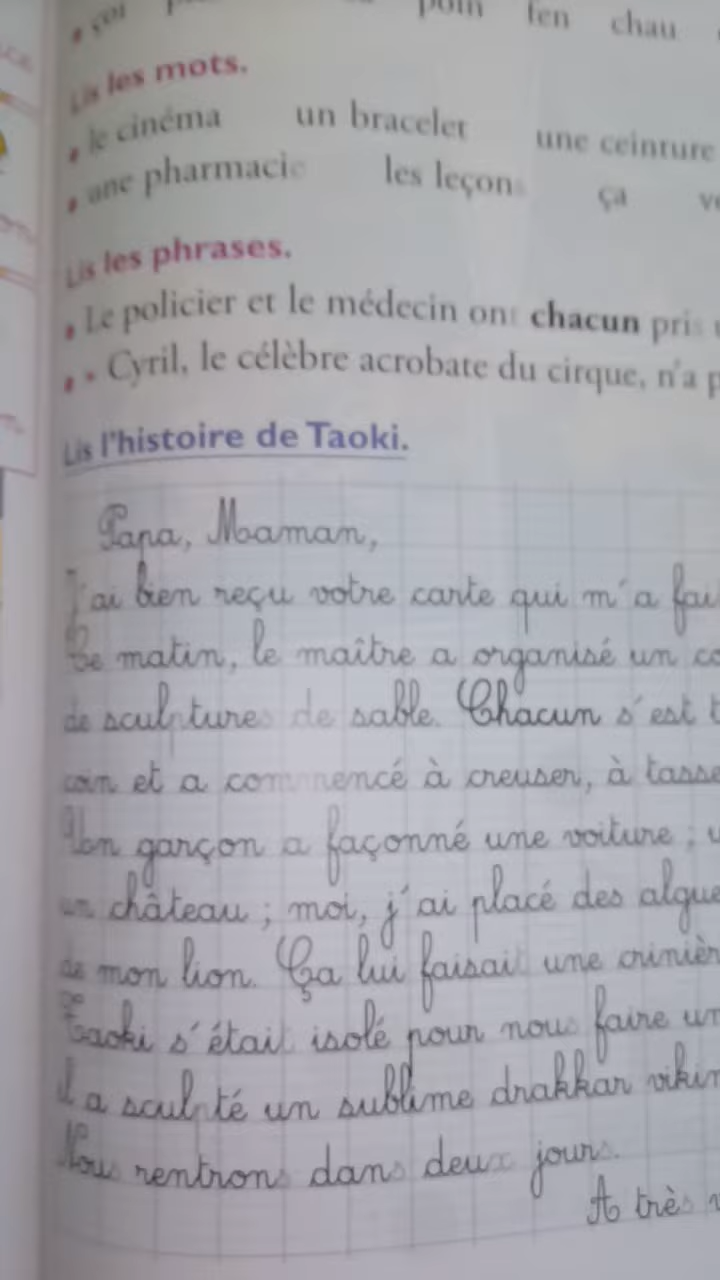 chau
Lis les mots.
le cinéma un bracelet une ceinture
une pharmacie les leçons ça
Lis les phrases.
Le policier et le médecin ont chacun pris
Cyril, le célèbre acrobate du cirque, n'a
Lis l'histoire de Taoki.
Papa, Maman,
J'ai bien reçu votre carte qui m'a
Ce matin, le maître a organisé un
de sculptures de sable. Chacun s'est
coin et a commencé à creuser, à
Un garçon a façonné une voiture ;
un château ; moi, j'ai placé des
de mon lion. Ça lui faisait une
Taoki s'était isolé pour nous faire
Il a sculpté un sublime drakkar
Nous rentrons dans deux jours.
A très